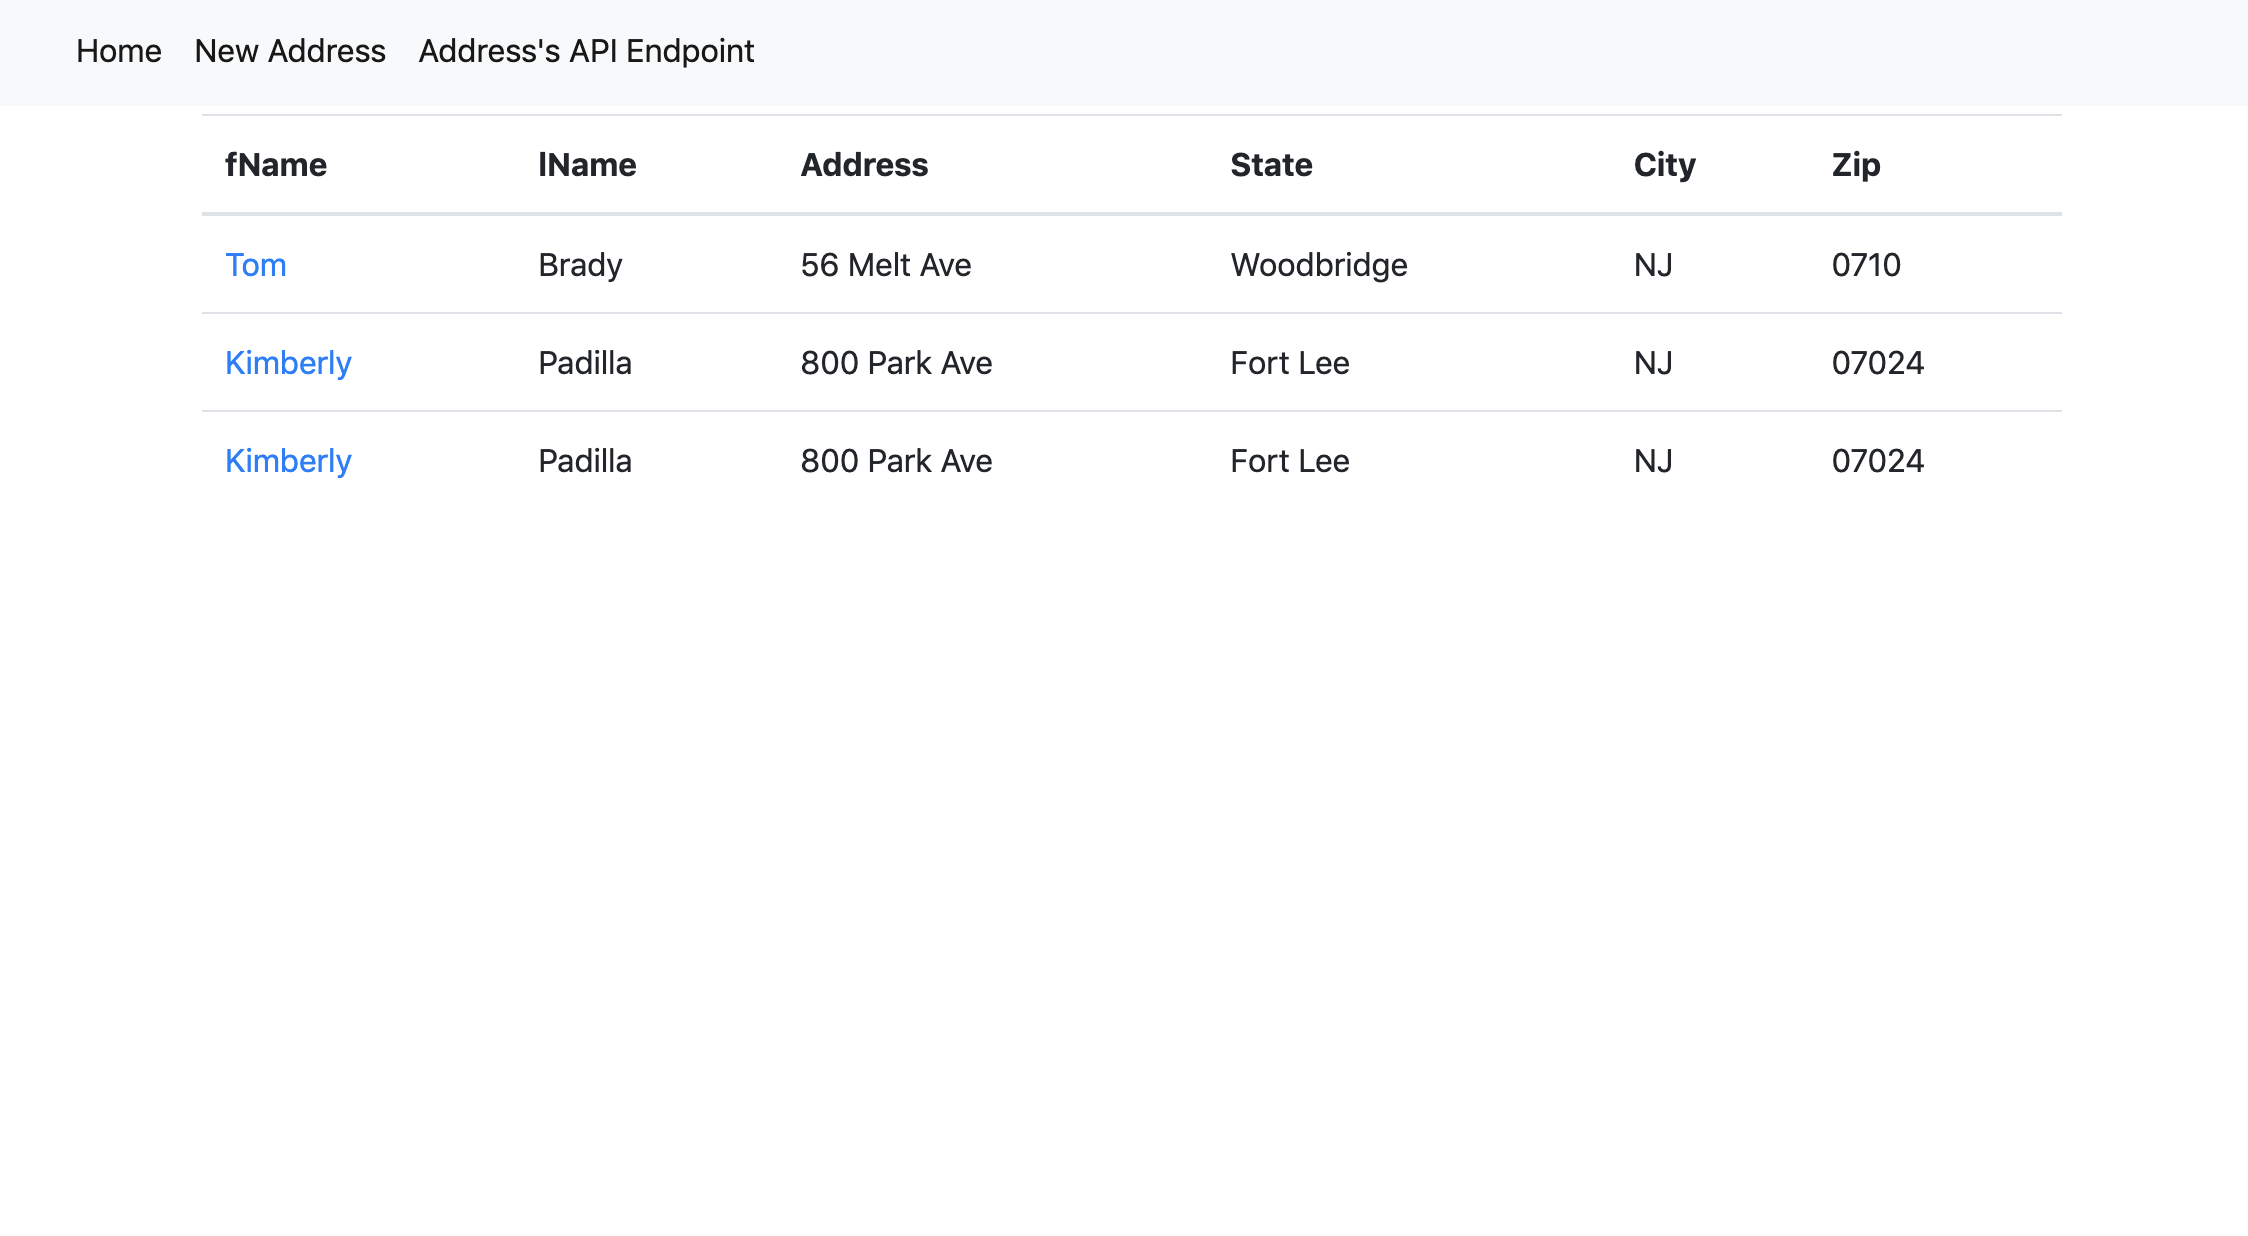 Home New Address Address's API Endpoint
fName lName Address State City Zip
Tom Brady 56 Melt Ave Woodbridge NJ 0710
Kimberly Padilla 800 Park Ave Fort Lee NJ 07024
Kimberly Padilla 800 Park Ave Fort Lee NJ 07024